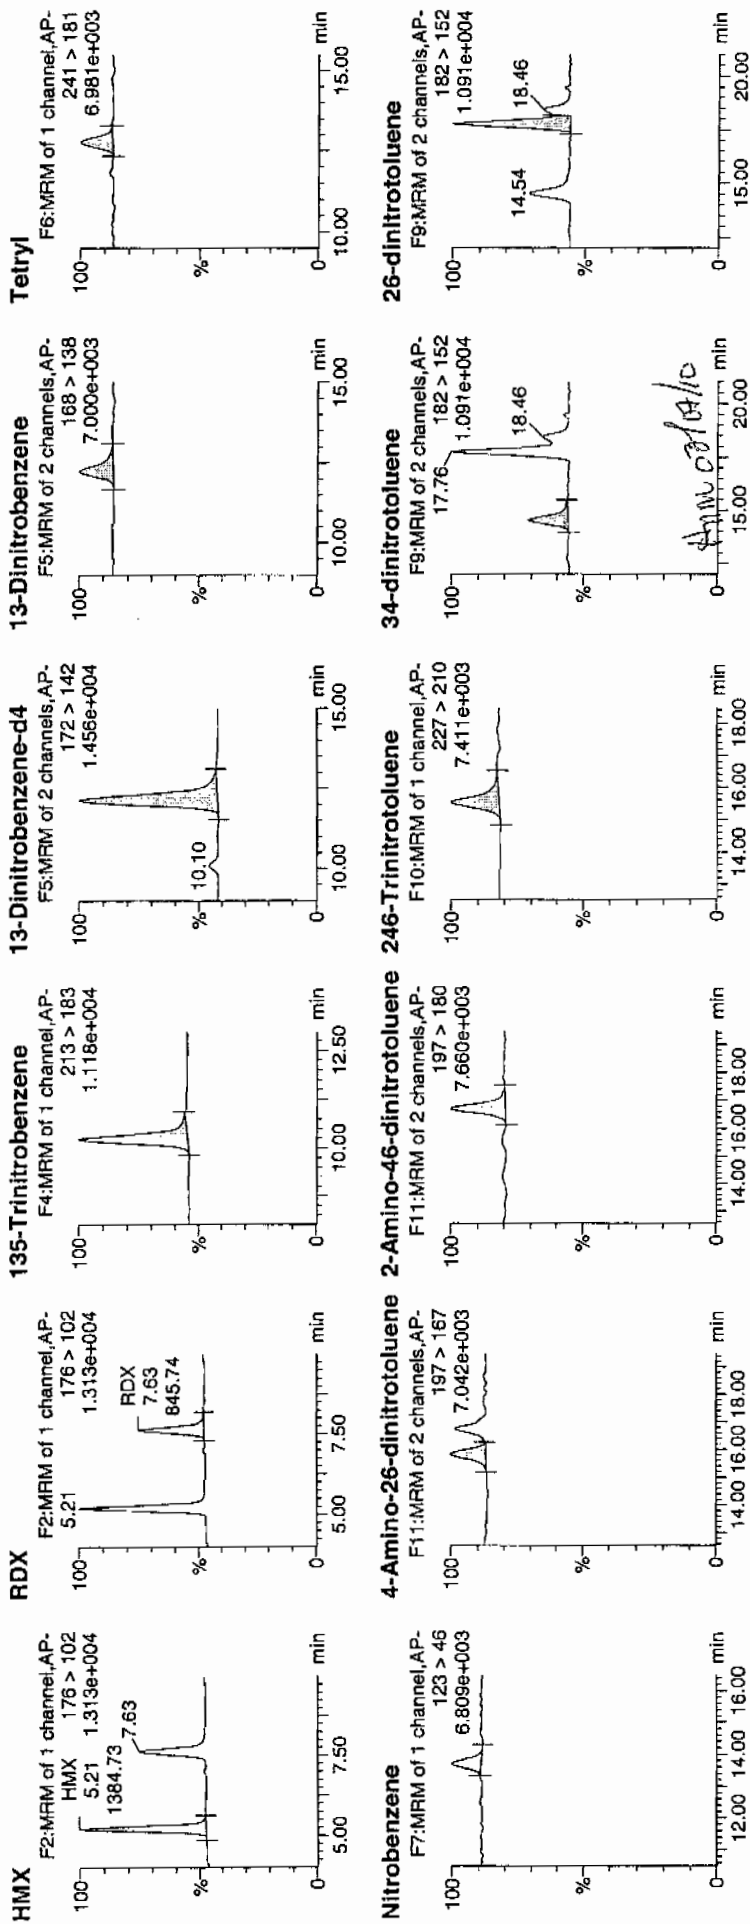 HMX
F2:MRM of 1 channel,AP-
176 > 102
1.313e+004
HMX
5.21
1384.73
7.63
100
%
0
5.00
7.50
min
RDX
F2:MRM of 1 channel,AP-
176 > 102
1.313e+004
5.21
RDX
7.63
845.74
100
%
0
5.00
7.50
min
135-Trinitrobenzene
F4:MRM of 1 channel,AP-
213 > 183
1.118e+004
100
%
0
10.00
12.50
min
13-Dinitrobenzene-d4
F5:MRM of 2 channels,AP-
172 > 142
1.456e+004
10.10
100
%
0
10.00
15.00
min
13-Dinitrobenzene
F5:MRM of 2 channels,AP-
168 > 138
7.000e+003
100
%
0
10.00
15.00
min
Tetryl
F6:MRM of 1 channel,AP-
241 > 181
6.981e+003
100
%
0
10.00
15.00
min
Nitrobenzene
F7:MRM of 1 channel,AP-
123 > 46
6.809e+003
100
%
0
12.00
14.00
16.00
min
4-Amino-26-dinitrotoluene
F11:MRM of 2 channels,AP-
197 > 167
7.042e+003
100
%
0
14.00
16.00
18.00
min
2-Amino-46-dinitrotoluene
F11:MRM of 2 channels,AP-
197 > 180
7.660e+003
100
%
0
14.00
16.00
18.00
min
246-Trinitrotoluene
F10:MRM of 1 channel,AP-
227 > 210
7.411e+003
100
%
0
14.00
16.00
18.00
min
34-dinitrotoluene
F9:MRM of 2 channels,AP-
182 > 152
1.091e+004
17.76
18.46
100
%
0
15.00
20.00
min
26-dinitrotoluene
F9:MRM of 2 channels,AP-
182 > 152
1.091e+004
14.54
18.46
100
%
0
15.00
20.00
min